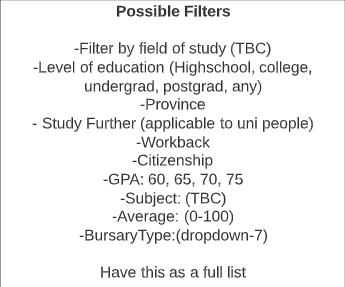 Possible Filters
-Filter by field of study (TBC)
-Level of education (Highschool, college,
undergrad, postgrad, any)
-Province
- Study Further (applicable to uni people)
-Workback
-Citizenship
-GPA: 60, 65, 70, 75
-Subject: (TBC)
-Average: (0-100)
-BursaryType:(dropdown-7)
Have this as a full list